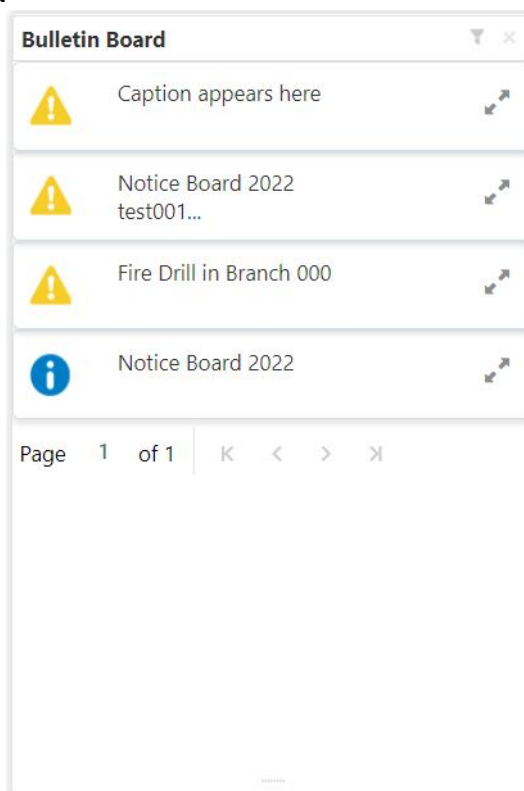 Bulletin Board
Caption appears here
Notice Board 2022
test001...
Fire Drill in Branch 000
Notice Board 2022
Page 1 of 1